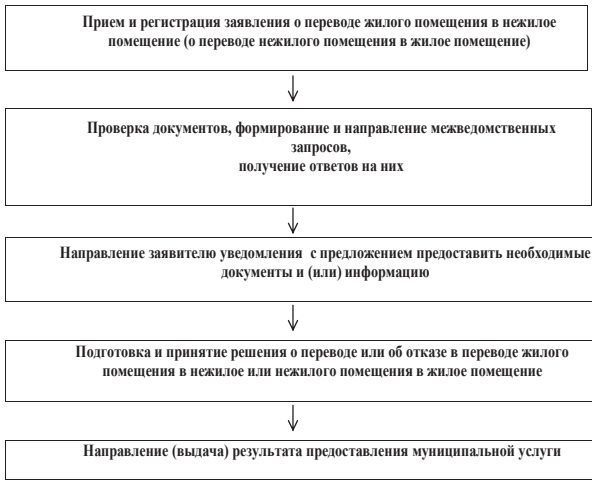 Прием и регистрация заявления о переводе жилого помещения в нежилое
помещение (о переводе нежилого помещения в жилое помещение)
Проверка документов, формирование и направление межведомственных
запросов,
получение ответов на них
Направление заявителю уведомления с предложением предоставить необходимые
документы и (или) информацию
Подготовка и принятие решения о переводе или об отказе в переводе жилого
помещения в нежилое или нежилого помещения в жилое помещение
Направление (выдача) результата предоставления муниципальной услуги